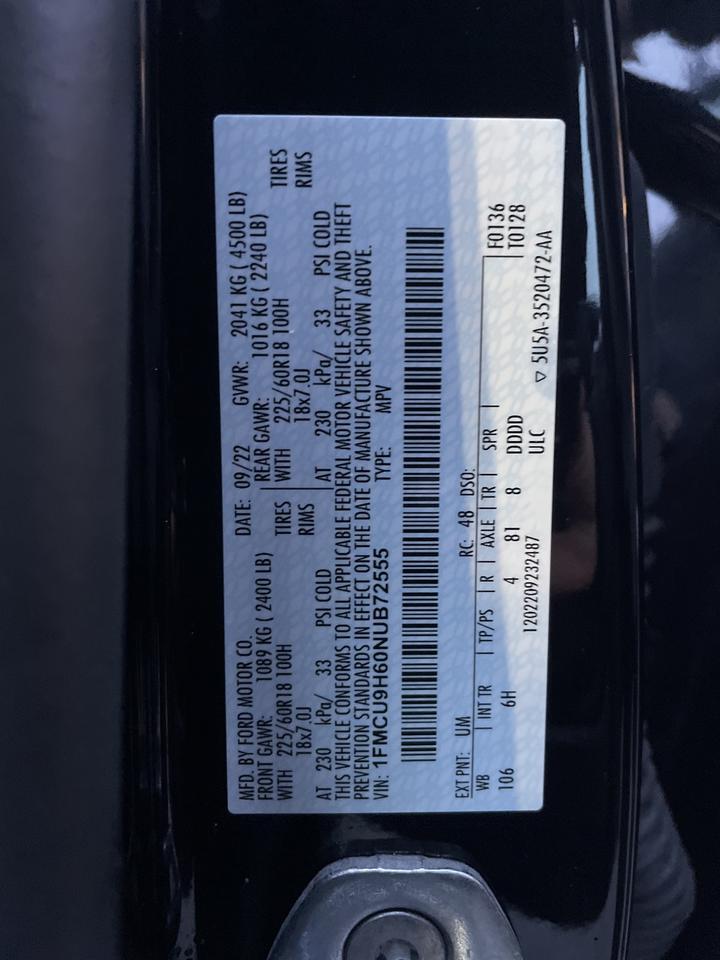 MFD. BY FORD MOTOR CO.
DATE: 09/22 GVWR: 2041 KG ( 4500 LB)
FRONT GAWR: 1089 KG ( 2400 LB) REAR GAWR: 1016 KG ( 2240 LB)
WITH 225/60R18 100H TIRES WITH 225/60R18 100H TIRES
18x7.0J RIMS 18x7.0J RIMS
AT 230 kPa/ 33 PSI COLD AT 230 kPa/ 33 PSI COLD
THIS VEHICLE CONFORMS TO ALL APPLICABLE FEDERAL MOTOR VEHICLE SAFETY AND THEFT
PREVENTION STANDARDS IN EFFECT ON THE DATE OF MANUFACTURE SHOWN ABOVE.
VIN: 1FMCU9H60NUB72555 TYPE: MPV
EXT PNT: UM RC: 48 DSO:
WB INT TR TP/PS R AXLE TR SPR F0136
106 6H 4 81 8 DDDD T0128
1202209232487 ULC
▽ 5U5A-3520472-AA